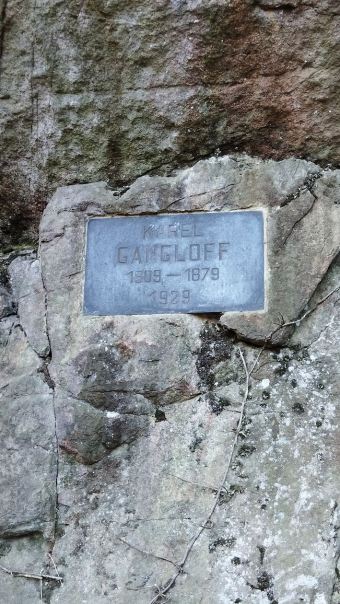 KAREL
GANGLOFF
1809 — 1879
1929